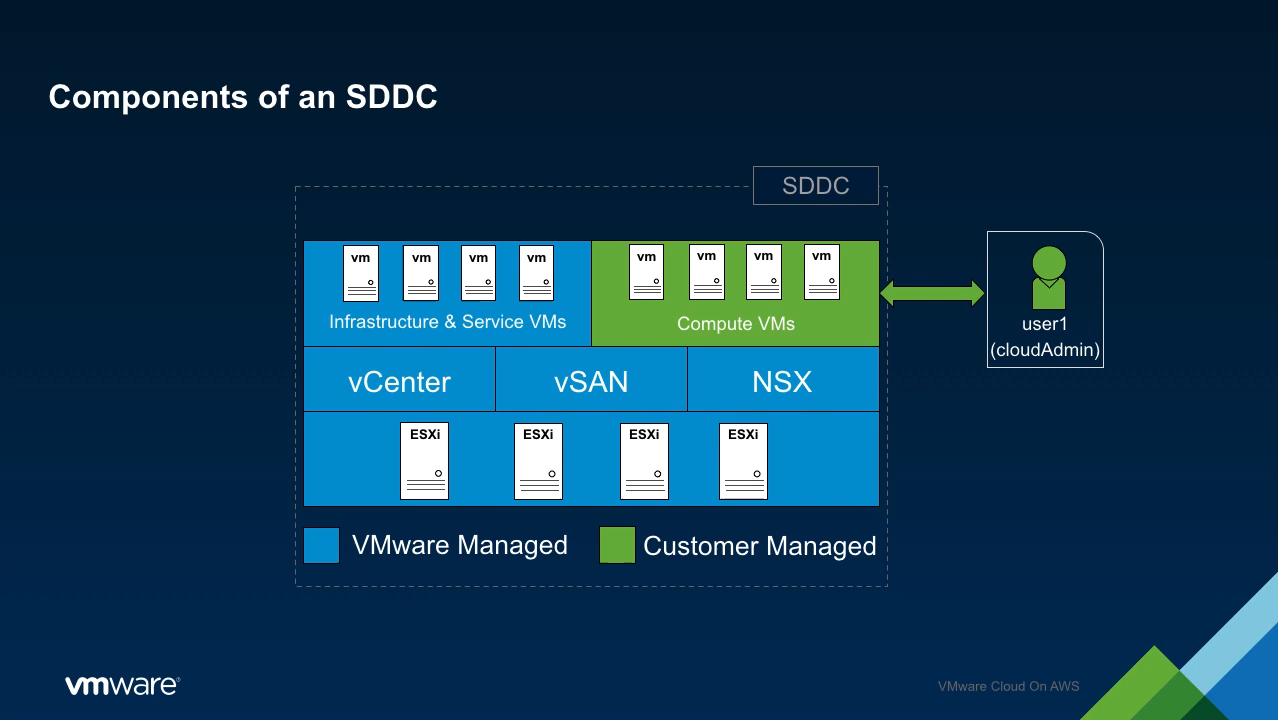 Components of an SDDC
SDDC
vm vm vm vm vm vm vm vm
Infrastructure & Service VMs
Compute VMs
user1
(cloudAdmin)
vCenter vSAN NSX
ESXi ESXi ESXi ESXi
VMware Managed
Customer Managed
vmware®
VMware Cloud On AWS